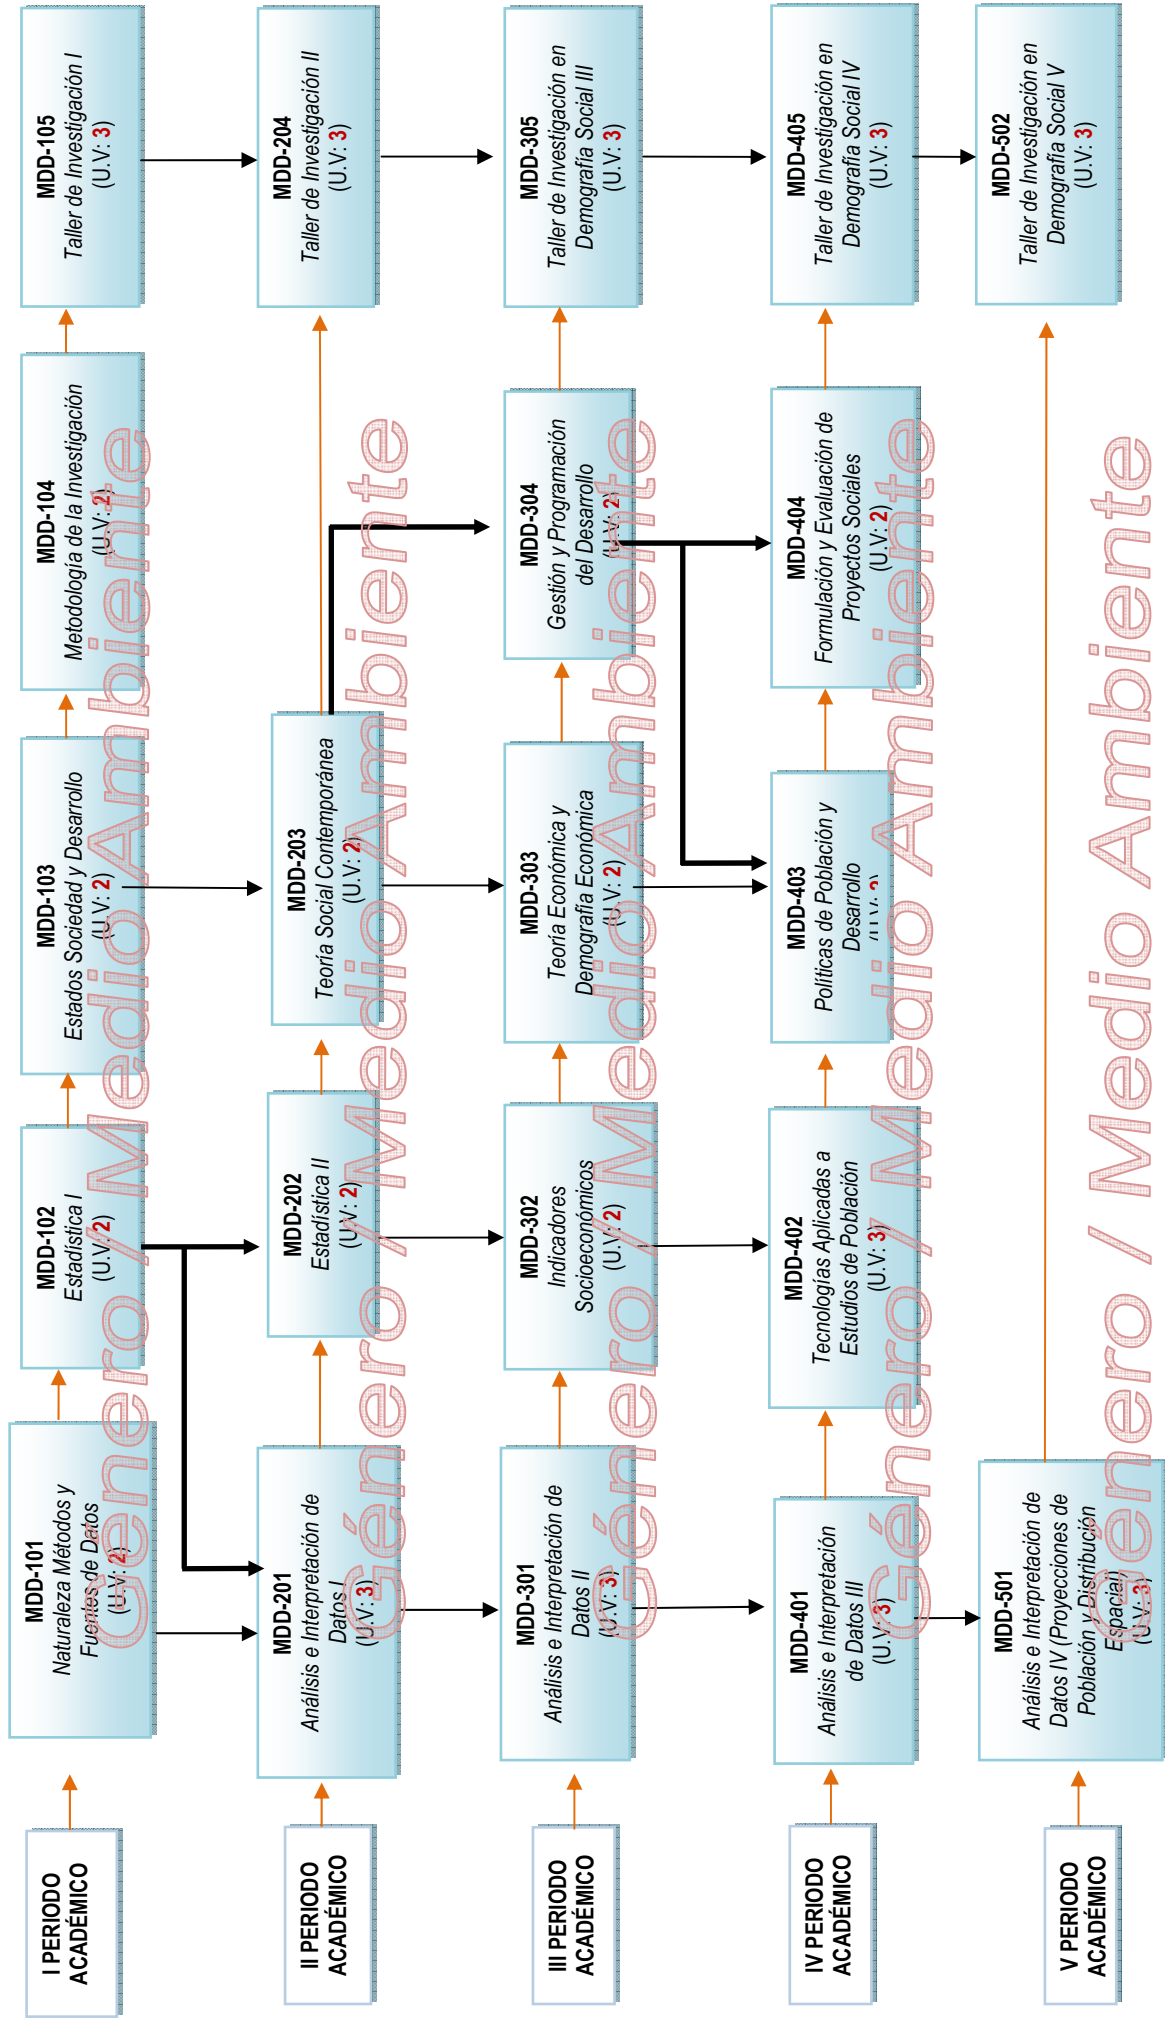 I PERIODO
ACADÉMICO
MDD-101
Naturaleza Métodos y
Fuentes de Datos
(U.V: 2)
MDD-102
Estadística I
(U.V: 2)
MDD-103
Estados Sociedad y Desarrollo
(U.V: 2)
MDD-104
Metodología de la Investigación
(U.V: 2)
MDD-105
Taller de Investigación I
(U.V: 3)
Género / Medio Ambiente
II PERIODO
ACADÉMICO
MDD-201
Análisis e Interpretación de
Datos I
(U.V: 3)
MDD-202
Estadística II
(U.V: 2)
MDD-203
Teoría Social Contemporánea
(U.V: 2)
MDD-204
Taller de Investigación II
(U.V: 3)
Género / Medio Ambiente
III PERIODO
ACADÉMICO
MDD-301
Análisis e Interpretación de
Datos II
(U.V: 3)
MDD-302
Indicadores
Socioeconómicos
(U.V: 2)
MDD-303
Teoría Económica y
Demografía Económica
(U.V: 2)
MDD-304
Gestión y Programación
del Desarrollo
(U.V: 2)
MDD-305
Taller de Investigación en
Demografía Social III
(U.V: 3)
Género / Medio Ambiente
IV PERIODO
ACADÉMICO
MDD-401
Análisis e Interpretación
de Datos III
(U.V: 3)
MDD-402
Tecnologías Aplicadas a
Estudios de Población
(U.V: 3)
MDD-403
Políticas de Población y
Desarrollo
MDD-404
Formulación y Evaluación de
Proyectos Sociales
(U.V: 2)
MDD-405
Taller de Investigación en
Demografía Social IV
(U.V: 3)
Género / Medio Ambiente
V PERIODO
ACADÉMICO
MDD-501
Análisis e Interpretación de
Datos IV (Proyecciones de
Población y Distribución
Espacial)
(U.V: 3)
MDD-502
Taller de Investigación en
Demografía Social V
(U.V: 3)
Género / Medio Ambiente